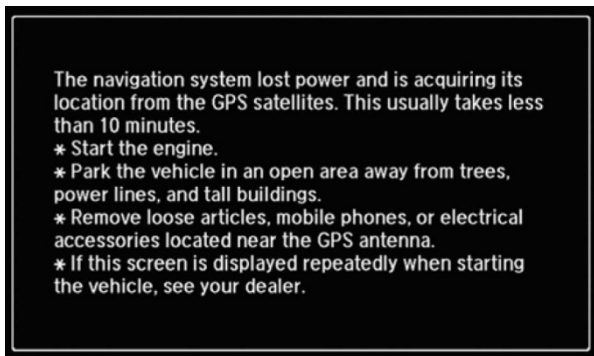 The navigation system lost power and is acquiring its
location from the GPS satellites. This usually takes less
than 10 minutes.
* Start the engine.
* Park the vehicle in an open area away from trees,
power lines, and tall buildings.
* Remove loose articles, mobile phones, or electrical
accessories located near the GPS antenna.
* If this screen is displayed repeatedly when starting
the vehicle, see your dealer.